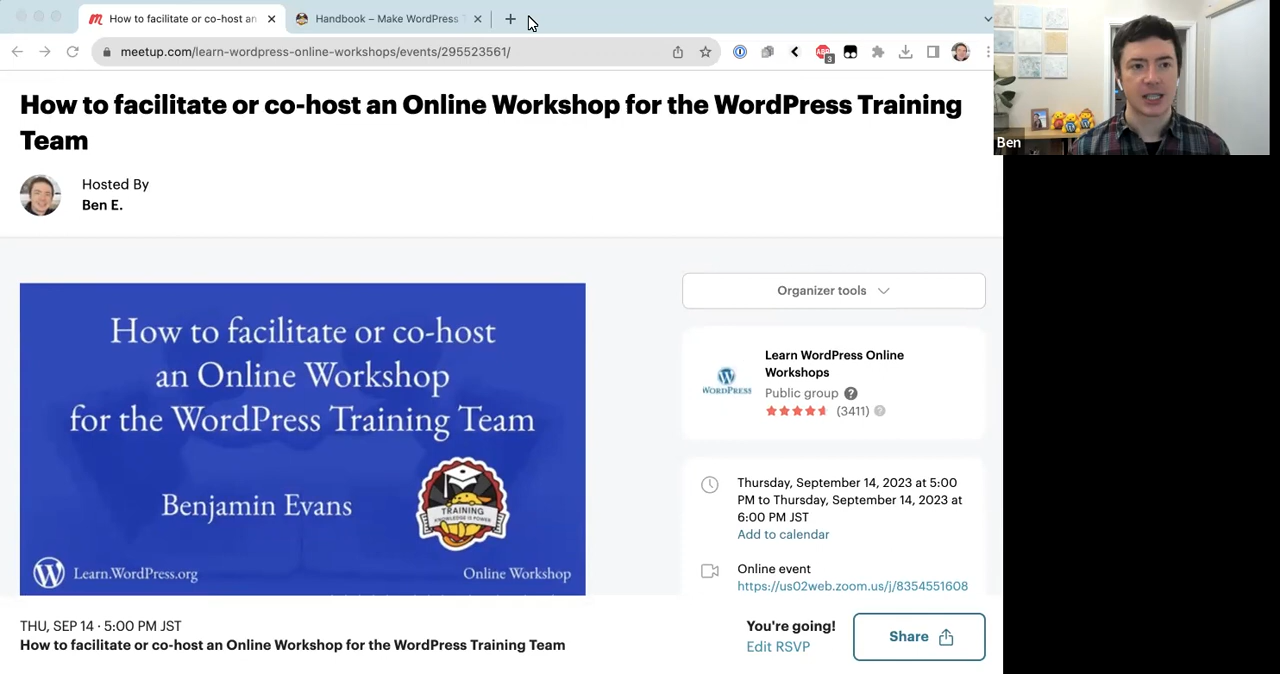 How to facilitate or co-host an
Handbook – Make WordPress T
meetup.com/learn-wordpress-online-workshops/events/295523561/
ABP
3
How to facilitate or co-host an Online Workshop for the WordPress Training
Team
Ben
Hosted By
Ben E.
How to facilitate or co-host
an Online Workshop
for the WordPress Training Team
Benjamin Evans
TRAINING
KNOWLEDGE IS POWER
Learn.WordPress.org
Online Workshop
Organizer tools
WORDPRESS
Learn WordPress Online
Workshops
Public group
(3411)
Thursday, September 14, 2023 at 5:00
PM to Thursday, September 14, 2023 at
6:00 PM JST
Add to calendar
Online event
https://us02web.zoom.us/j/8354551608
THU, SEP 14 · 5:00 PM JST
How to facilitate or co-host an Online Workshop for the WordPress Training Team
You're going!
Edit RSVP
Share